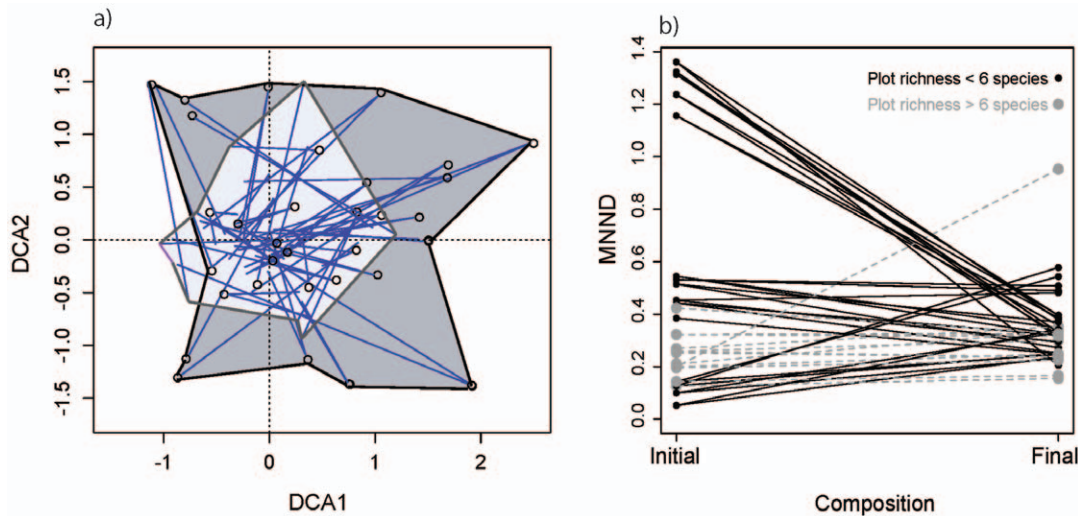 a)
1.5
1.0
0.5
0.0
-0.5
-1.0
-1.5
DCA2
-1
0
1
2
DCA1
b)
1.4
1.2
1.0
0.8
0.6
0.4
0.2
0.0
MNND
Plot richness < 6 species
Plot richness > 6 species
Initial
Final
Composition